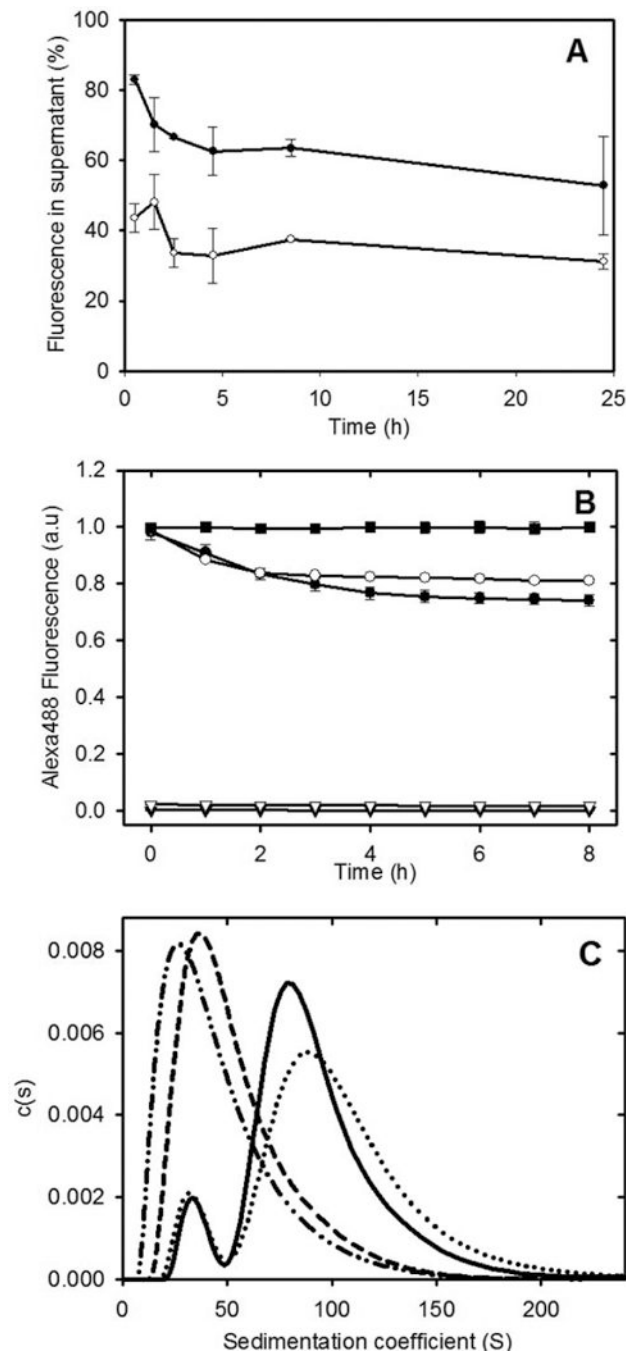 A
Fluorescence in supernatant (%)
100
80
60
40
20
0
0 5 10 15 20 25
Time (h)
B
Alexa488 Fluorescence (a.u)
1.2
1.0
0.8
0.6
0.4
0.2
0.0
0 2 4 6 8
Time (h)
C
c(s)
0.008
0.006
0.004
0.002
0.000
0 50 100 150 200
Sedimentation coefficient (S)